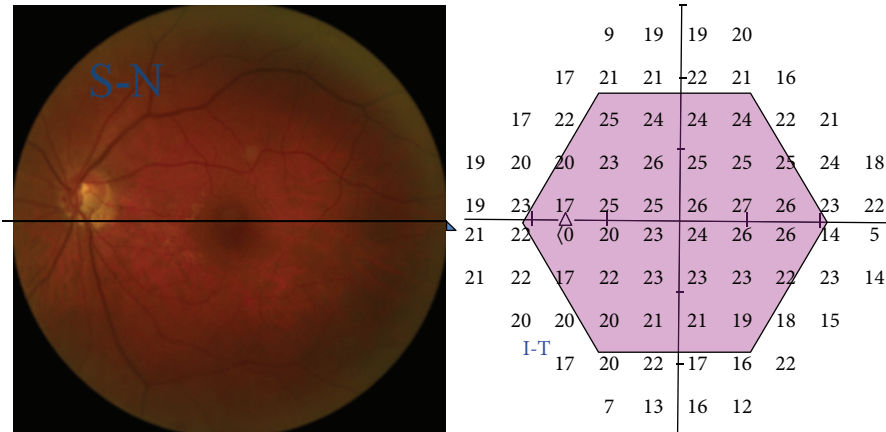 S-N
9 19 19 20
17 21 21 22 21 16
17 22 25 24 24 24 22 21
19 20 20 23 26 25 25 25 24 18
19 23 17 25 25 26 27 26 23 22
21 22 ⟨0 20 23 24 26 26 14 5
21 22 17 22 23 23 23 22 23 14
20 20 20 21 21 19 18 15
I-T
17 20 22 17 16 22
7 13 16 12